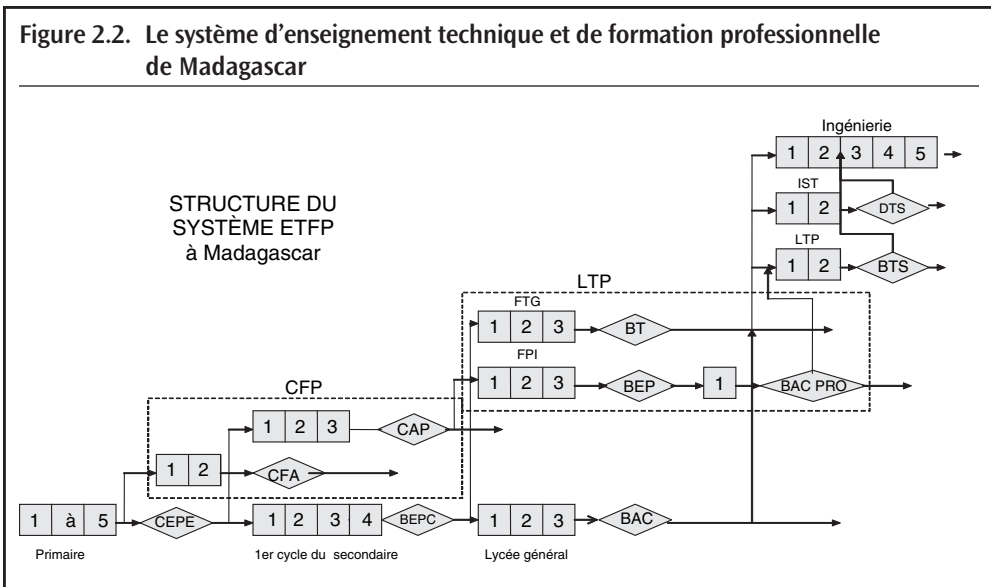 Figure 2.2. Le système d'enseignement technique et de formation professionnelle
de Madagascar
STRUCTURE DU
SYSTÈME ETFP
à Madagascar
Ingénierie
1 2 3 4 5
IST
1 2 DTS
LTP
1 2 BTS
LTP
FTG
1 2 3 BT
FPI
1 2 3 BEP 1 BAC PRO
CFP
1 2 3 CAP
1 2 CFA
1 à 5 CEPE 1 2 3 4 BEPC 1 2 3 BAC
Primaire 1er cycle du secondaire Lycée général